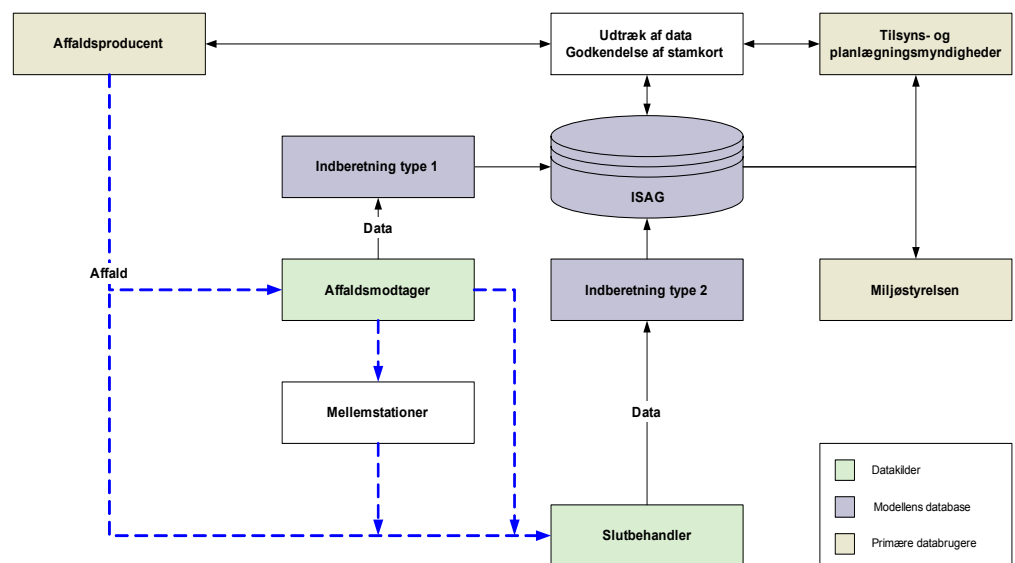 Affaldsproducent
Udtræk af data
Godkendelse af stamkort
Tilsyns- og
planlægningsmyndigheder
Indberetning type 1
ISAG
Data
Affald
Affaldsmodtager
Indberetning type 2
Miljøstyrelsen
Mellemstationer
Data
Slutbehandler
Datakilder
Modellens database
Primære databrugere